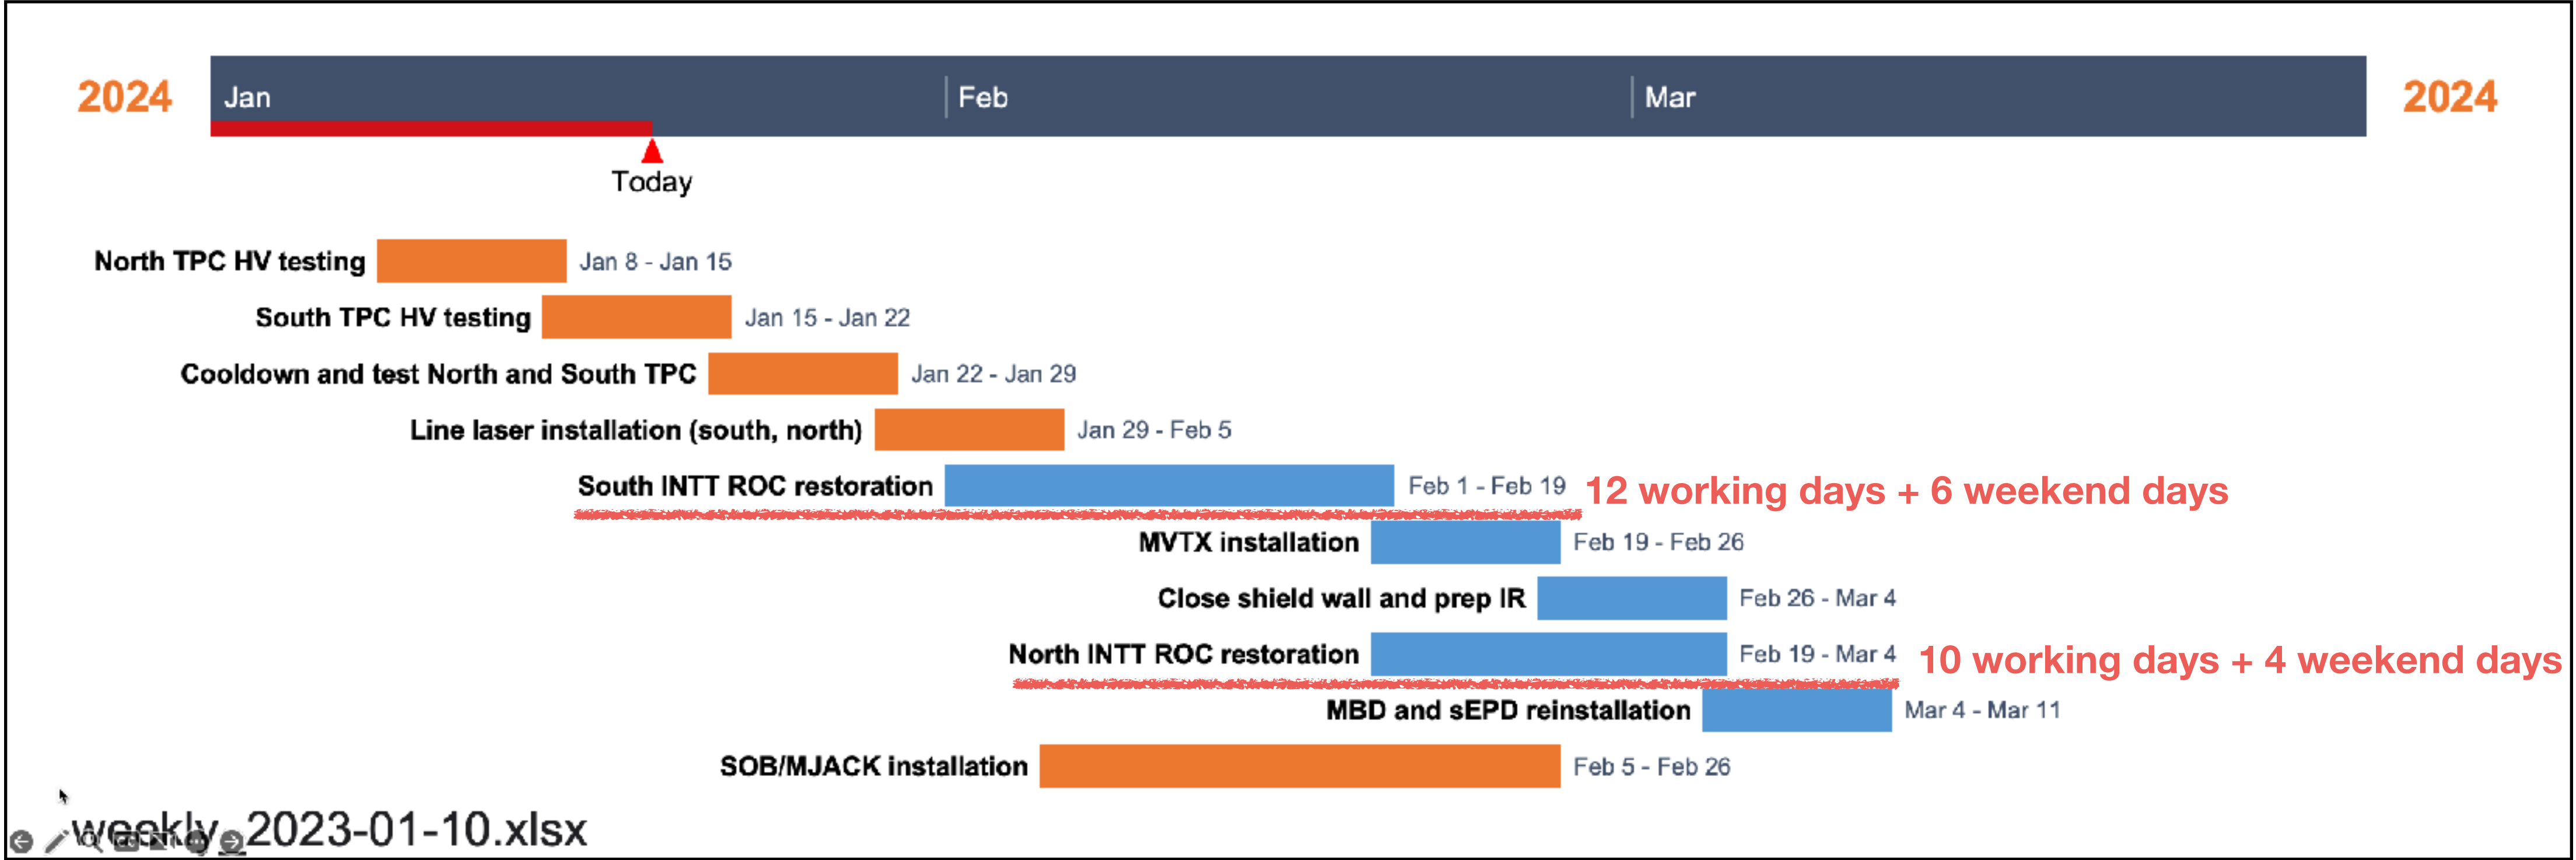 2024 Jan Feb Mar 2024
Today
North TPC HV testing Jan 8 - Jan 15
South TPC HV testing Jan 15 - Jan 22
Cooldown and test North and South TPC Jan 22 - Jan 29
Line laser installation (south, north) Jan 29 - Feb 5
South INTT ROC restoration Feb 1 - Feb 19 12 working days + 6 weekend days
MVTX installation Feb 19 - Feb 26
Close shield wall and prep IR Feb 26 - Mar 4
North INTT ROC restoration Feb 19 - Mar 4 10 working days + 4 weekend days
MBD and sEPD reinstallation Mar 4 - Mar 11
SOB/MJACK installation Feb 5 - Feb 26
weekly_2023-01-10.xlsx